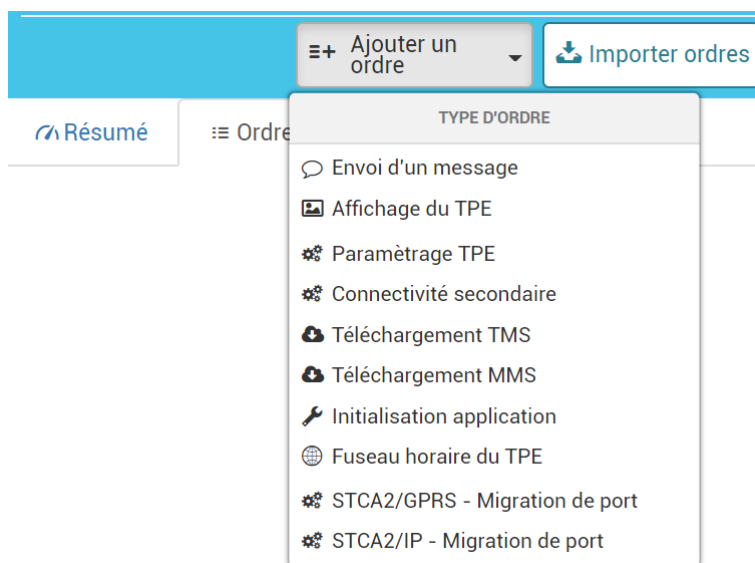 Ajouter un
ordre
Importer ordres
Résumé
Ordre
TYPE D'ORDRE
Envoi d'un message
Affichage du TPE
Paramètrage TPE
Connectivité secondaire
Téléchargement TMS
Téléchargement MMS
Initialisation application
Fuseau horaire du TPE
STCA2/GPRS - Migration de port
STCA2/IP - Migration de port